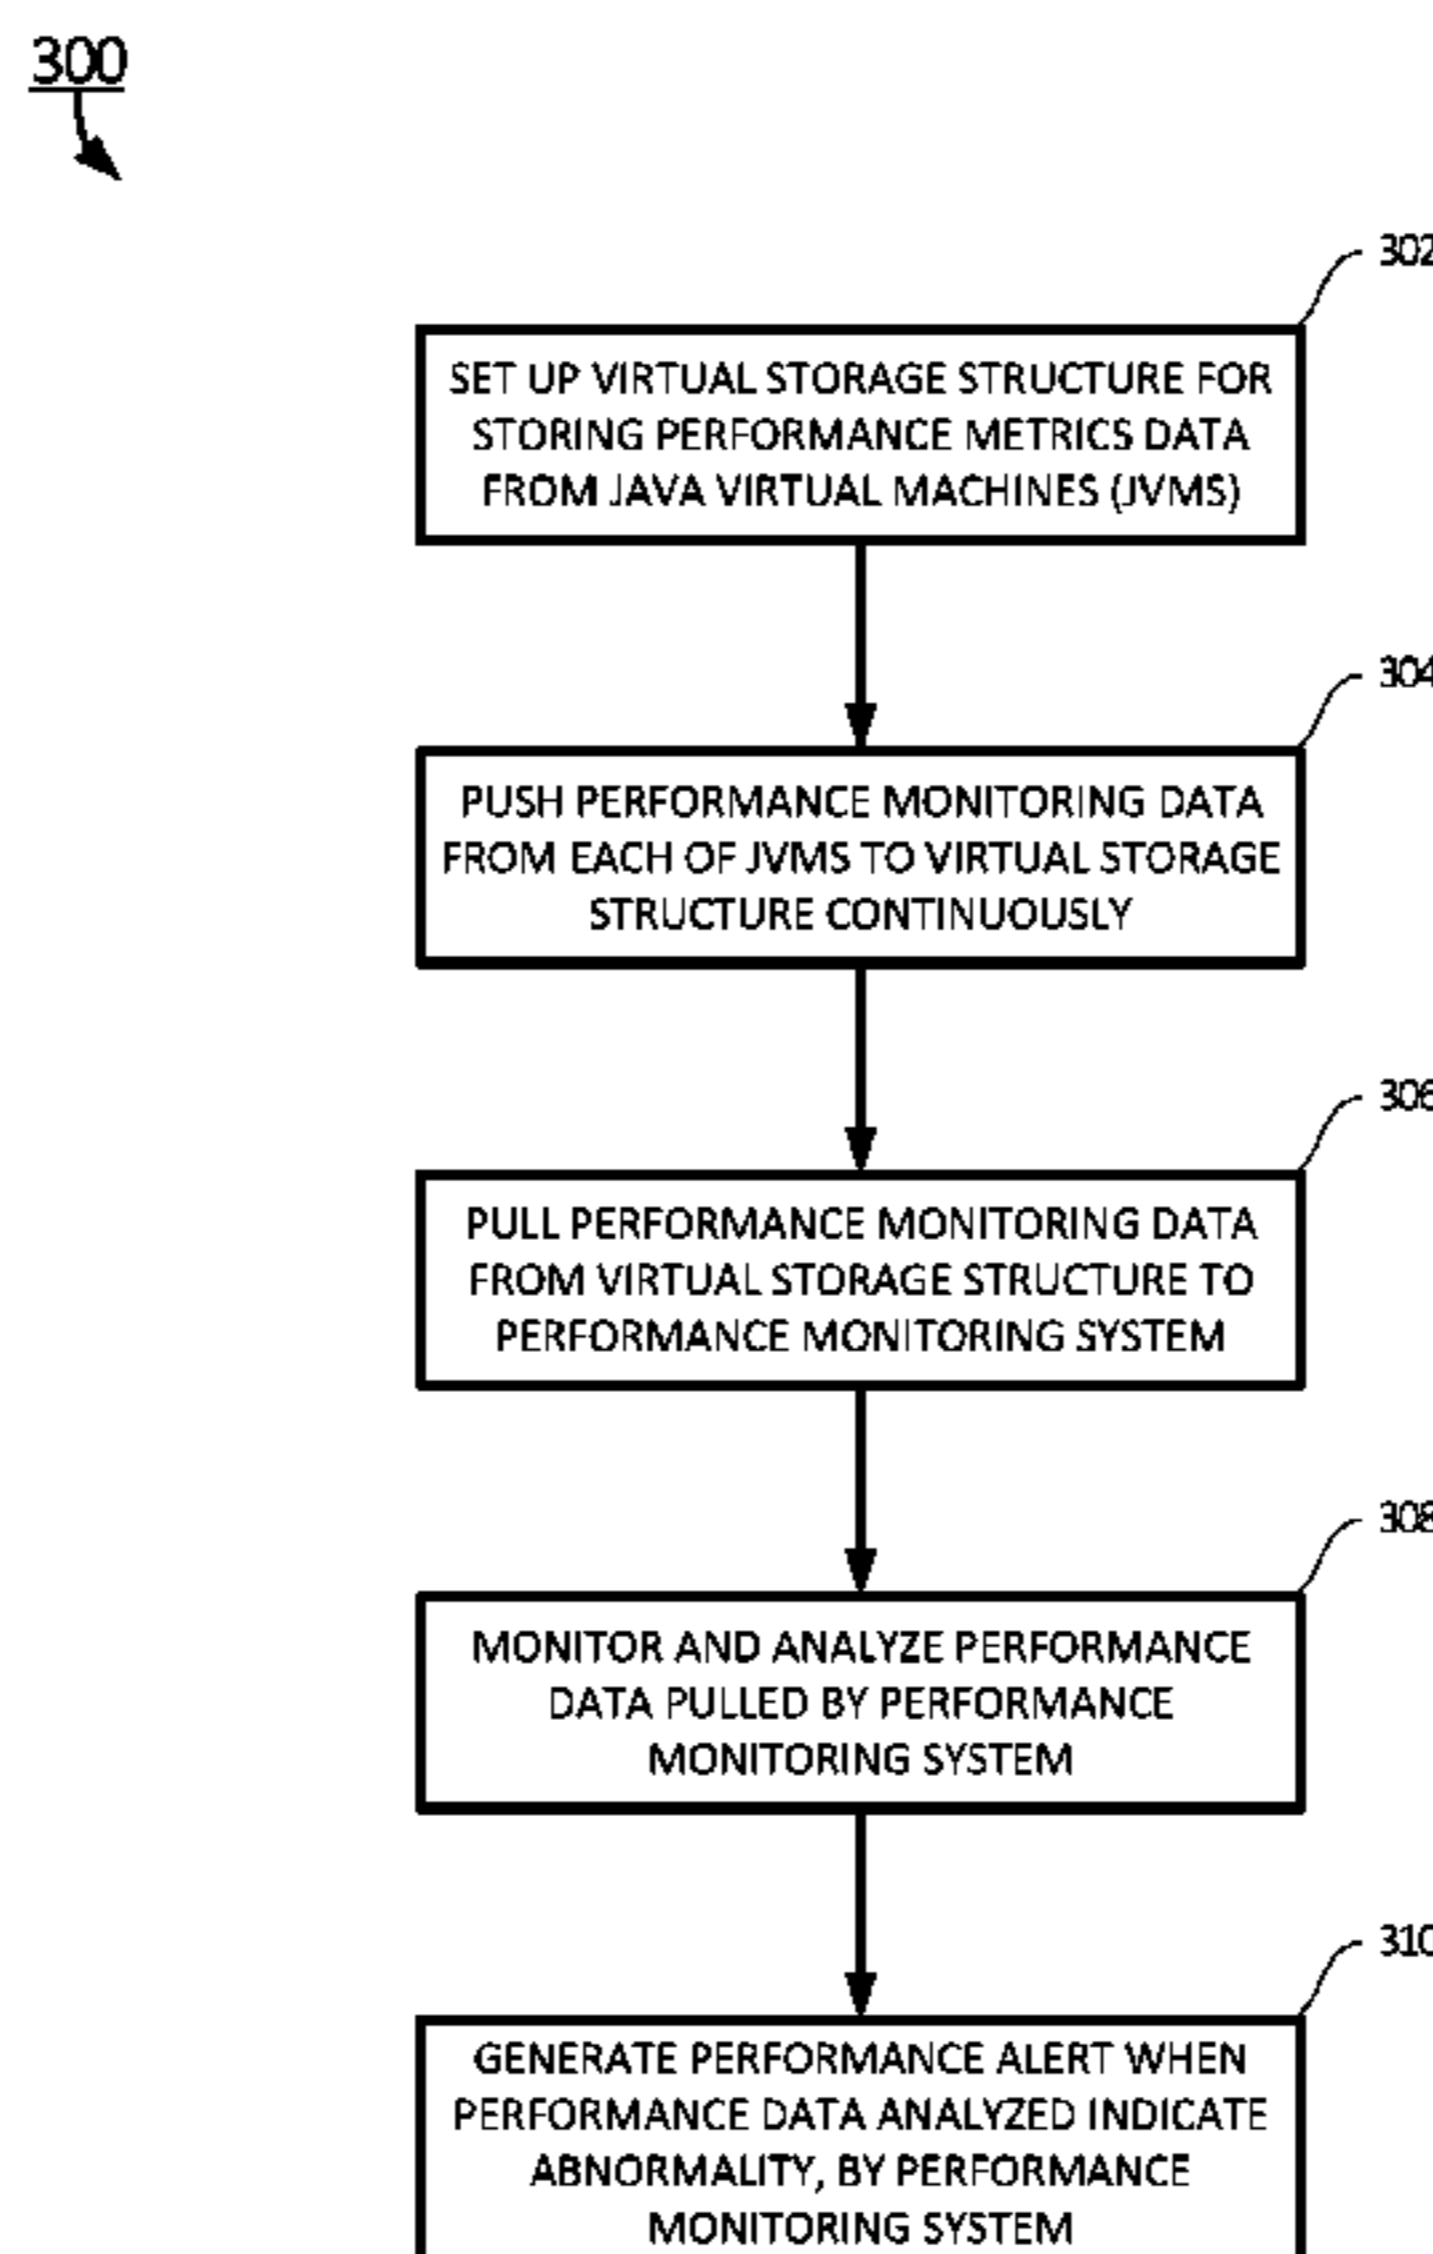 300
302
SET UP VIRTUAL STORAGE STRUCTURE FOR
STORING PERFORMANCE METRICS DATA
FROM JAVA VIRTUAL MACHINES (JVMS)
304
PUSH PERFORMANCE MONITORING DATA
FROM EACH OF JVMS TO VIRTUAL STORAGE
STRUCTURE CONTINUOUSLY
306
PULL PERFORMANCE MONITORING DATA
FROM VIRTUAL STORAGE STRUCTURE TO
PERFORMANCE MONITORING SYSTEM
308
MONITOR AND ANALYZE PERFORMANCE
DATA PULLED BY PERFORMANCE
MONITORING SYSTEM
310
GENERATE PERFORMANCE ALERT WHEN
PERFORMANCE DATA ANALYZED INDICATE
ABNORMALITY, BY PERFORMANCE
MONITORING SYSTEM